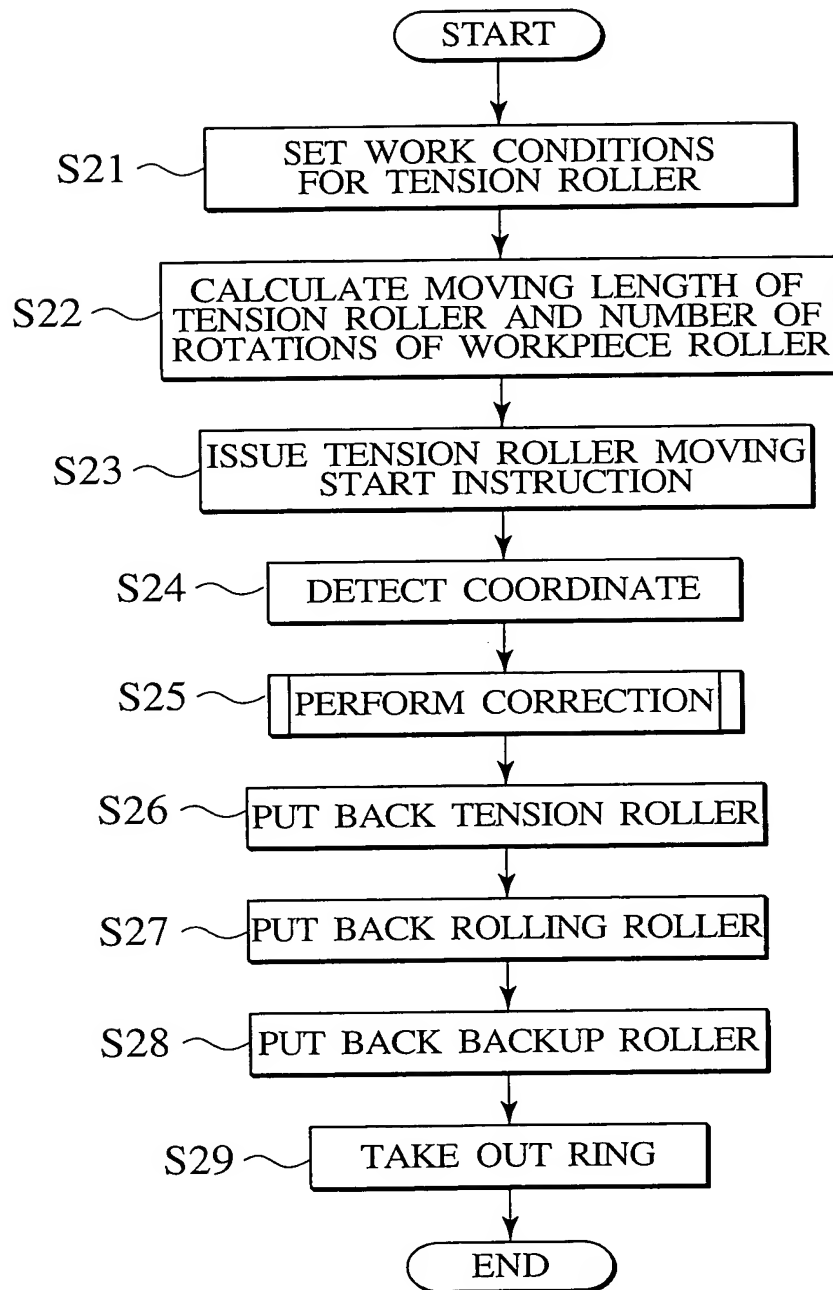 START
S21
SET WORK CONDITIONS
FOR TENSION ROLLER
S22
CALCULATE MOVING LENGTH OF
TENSION ROLLER AND NUMBER OF
ROTATIONS OF WORKPIECE ROLLER
S23
ISSUE TENSION ROLLER MOVING
START INSTRUCTION
S24
DETECT COORDINATE
S25
PERFORM CORRECTION
S26
PUT BACK TENSION ROLLER
S27
PUT BACK ROLLING ROLLER
S28
PUT BACK BACKUP ROLLER
S29
TAKE OUT RING
END